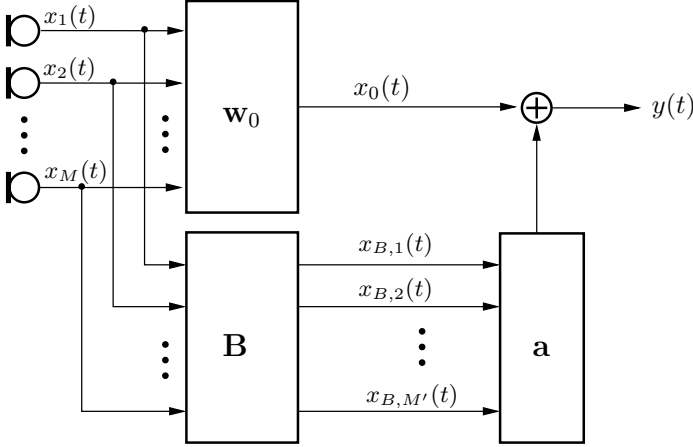 x_1(t)
x_2(t)
x_M(t)
w_0
x_0(t)
+
y(t)
x_{B,1}(t)
x_{B,2}(t)
B
a
x_{B,M'}(t)